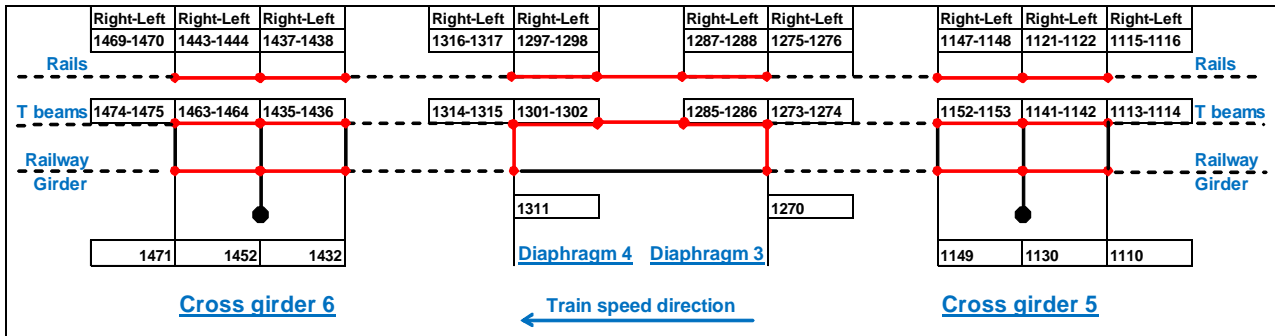 Right-Left Right-Left Right-Left Right-Left Right-Left Right-Left Right-Left Right-Left Right-Left Right-Left
1469-1470 1443-1444 1437-1438 1316-1317 1297-1298 1287-1288 1275-1276 1147-1148 1121-1122 1115-1116
Rails Rails
T beams 1474-1475 1463-1464 1435-1436 1314-1315 1301-1302 1285-1286 1273-1274 1152-1153 1141-1142 1113-1114 T beams
Railway Railway
Girder Girder
1311 1270
1471 1452 1432 Diaphragm 4 Diaphragm 3 1149 1130 1110
Cross girder 6 Train speed direction Cross girder 5